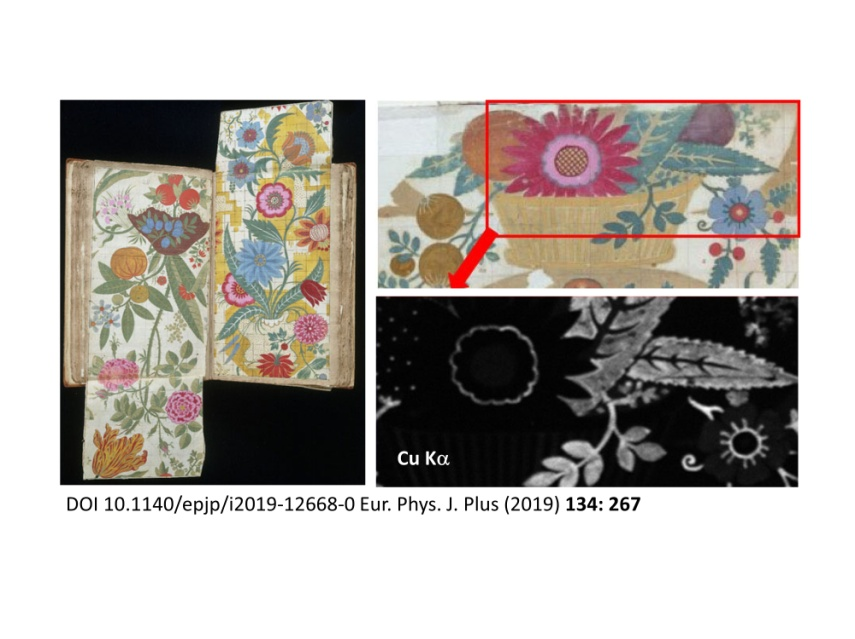 Cu Kα
DOI 10.1140/epjp/i2019-12668-0 Eur. Phys. J. Plus (2019) 134: 267